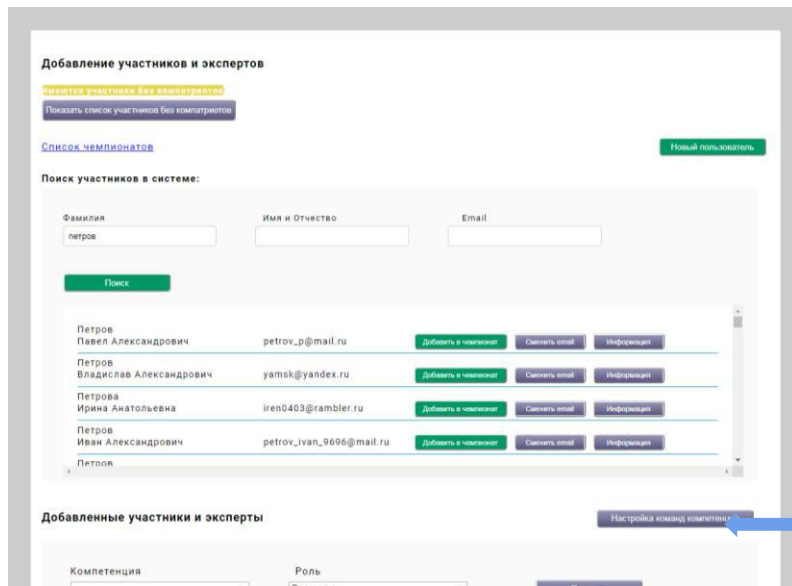 Добавление участников и экспертов
Имеются участники без компатриотов
Показать список участников без компатриотов
Список чемпионатов
Новый пользователь
Поиск участников в системе:
Фамилия Имя и Отчество Email
петров
Поиск
Петров
Павел Александрович petrov_p@mail.ru Добавить в чемпионат Сменить email Информация
Петров
Владислав Александрович yamsk@yandex.ru Добавить в чемпионат Сменить email Информация
Петрова
Ирина Анатольевна iren0403@rambler.ru Добавить в чемпионат Сменить email Информация
Петров
Иван Александрович petrov_ivan_9696@mail.ru Добавить в чемпионат Сменить email Информация
Петров
Добавленные участники и эксперты Настройка команд
Компетенция Роль